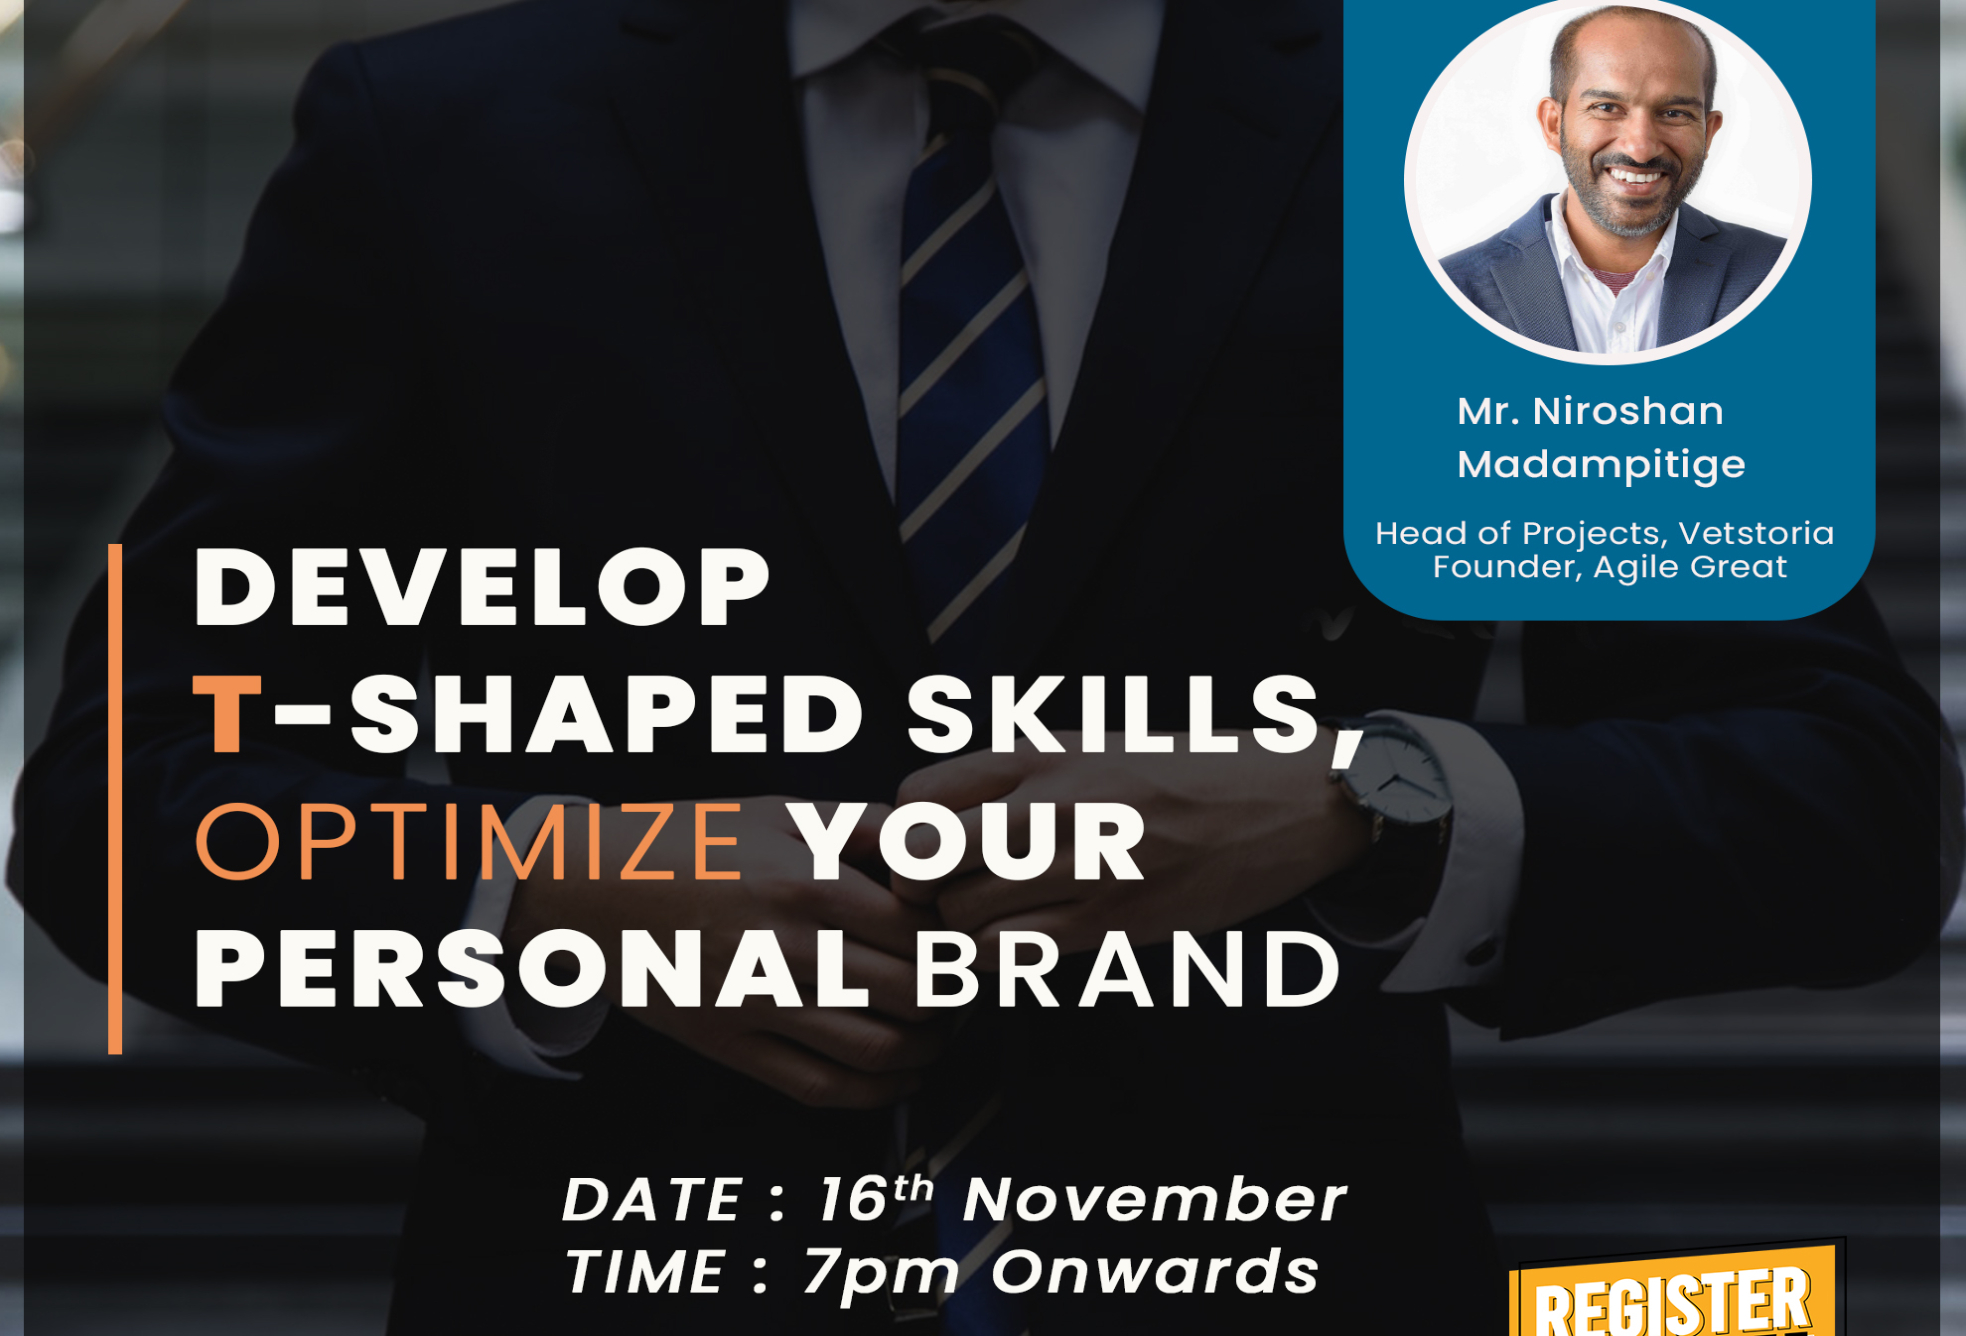 Mr. Niroshan
Madampitige
Head of Projects, Vetstoria
Founder, Agile Great
DEVELOP
T-SHAPED SKILLS,
OPTIMIZE YOUR
PERSONAL BRAND
DATE : 16th November
TIME : 7pm Onwards
REGISTER